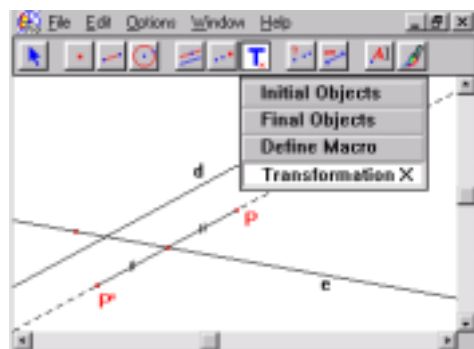 File Edit Options Window Help
T.
?
A
Initial Objects
Final Objects
Define Macro
Transformation X
d
P
P'
e